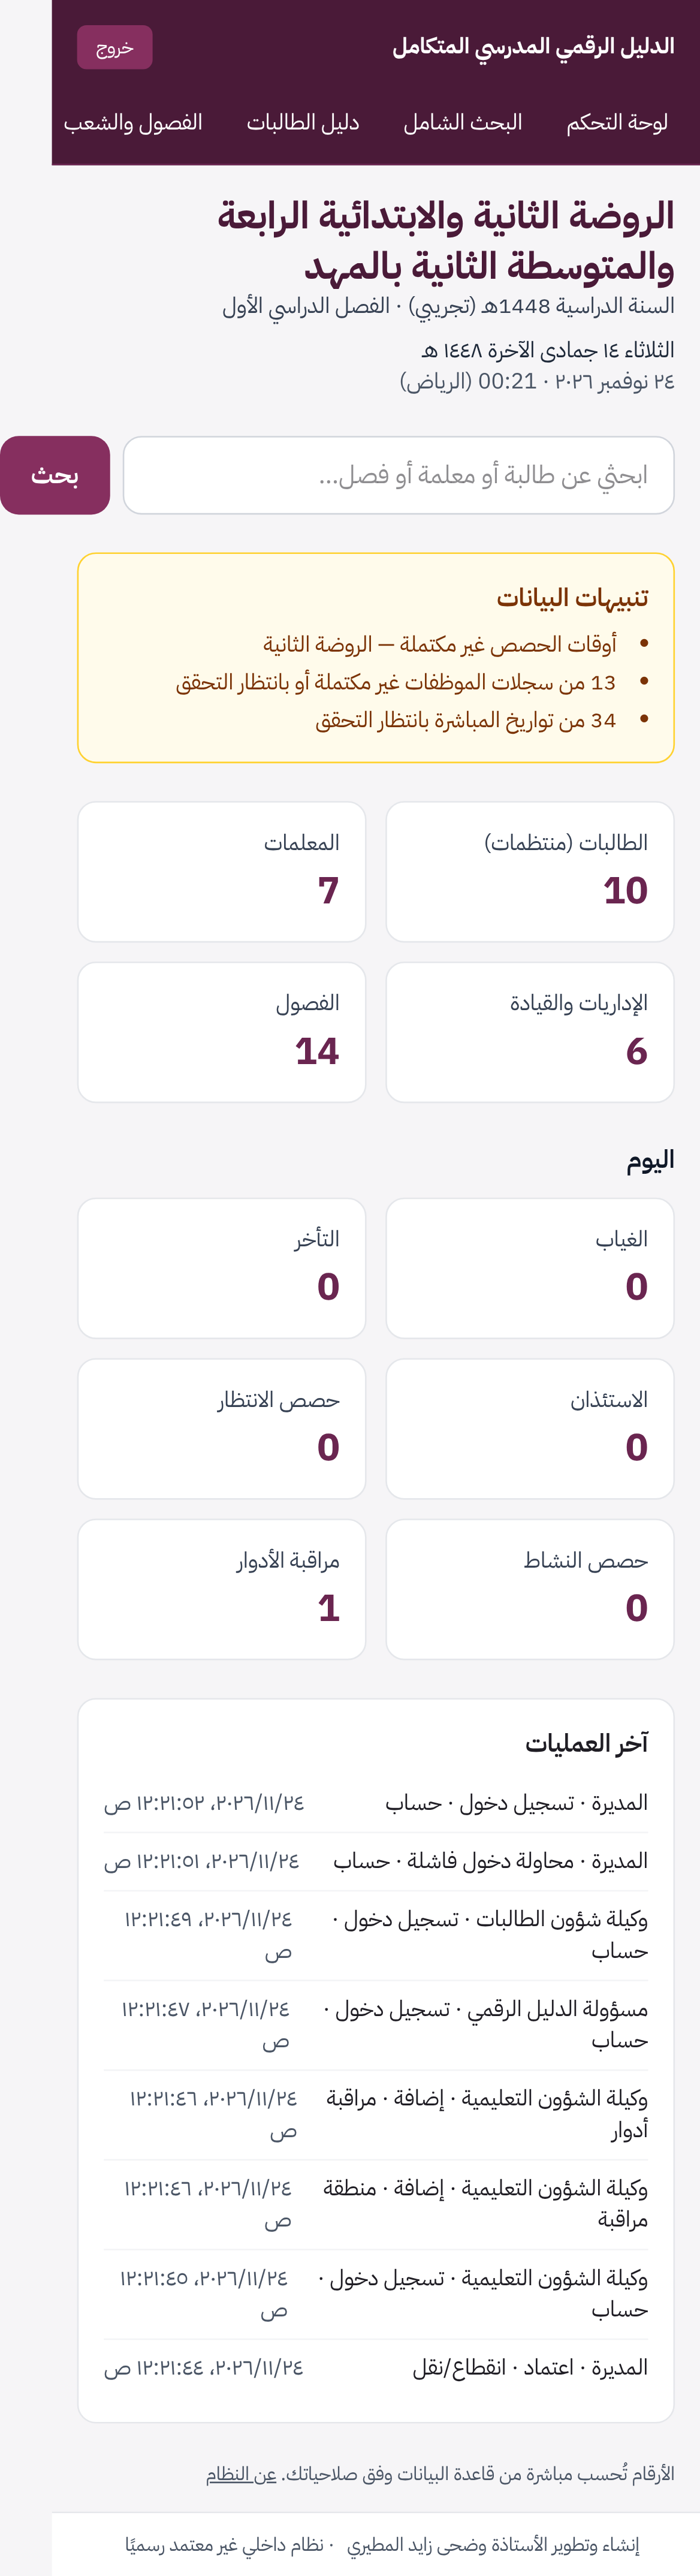 الدليل الرقمي المدرسي المتكامل
خروج
لوحة التحكم
البحث الشامل
دليل الطالبات
الفصول والشعب
الروضة الثانية والابتدائية الرابعة
والمتوسطة الثانية بالمهد
السنة الدراسية 1448هـ (تجريبي) · الفصل الدراسي الأول
الثلاثاء ١٤ جمادى الآخرة ١٤٤٨ هـ
٢٤ نوفمبر ٢٠٢٦ · 00:21 (الرياض)
ابحثي عن طالبة أو معلمة أو فصل...
بحث
تنبيهات البيانات
• أوقات الحصص غير مكتملة — الروضة الثانية
• 13 من سجلات الموظفات غير مكتملة أو بانتظار التحقق
• 34 من تواريخ المباشرة بانتظار التحقق
الطالبات (منتظمات)
10
المعلمات
7
الإداريات والقيادة
6
الفصول
14
اليوم
الغياب
0
التأخر
0
الاستئذان
0
حصص الانتظار
0
حصص النشاط
0
مراقبة الأدوار
1
آخر العمليات
المديرة · تسجيل دخول · حساب
٢٠٢٦/١١/٢٤، ١٢:٢١:٥٢ ص
المديرة · محاولة دخول فاشلة · حساب
٢٠٢٦/١١/٢٤، ١٢:٢١:٥١ ص
وكيلة شؤون الطالبات · تسجيل دخول ·
حساب
٢٠٢٦/١١/٢٤، ١٢:٢١:٤٩
ص
مسؤولة الدليل الرقمي · تسجيل دخول ·
حساب
٢٠٢٦/١١/٢٤، ١٢:٢١:٤٧
ص
وكيلة الشؤون التعليمية · إضافة · مراقبة
أدوار
٢٠٢٦/١١/٢٤، ١٢:٢١:٤٦
ص
وكيلة الشؤون التعليمية · إضافة · منطقة
مراقبة
٢٠٢٦/١١/٢٤، ١٢:٢١:٤٦
ص
وكيلة الشؤون التعليمية · تسجيل دخول ·
حساب
٢٠٢٦/١١/٢٤، ١٢:٢١:٤٥
ص
المديرة · اعتماد · انقطاع/نقل
٢٠٢٦/١١/٢٤، ١٢:٢١:٤٤ ص
الأرقام تُحسب مباشرة من قاعدة البيانات وفق صلاحياتك. عن النظام
إنشاء وتطوير الأستاذة وضحى زايد المطيري · نظام داخلي غير معتمد رسميًا